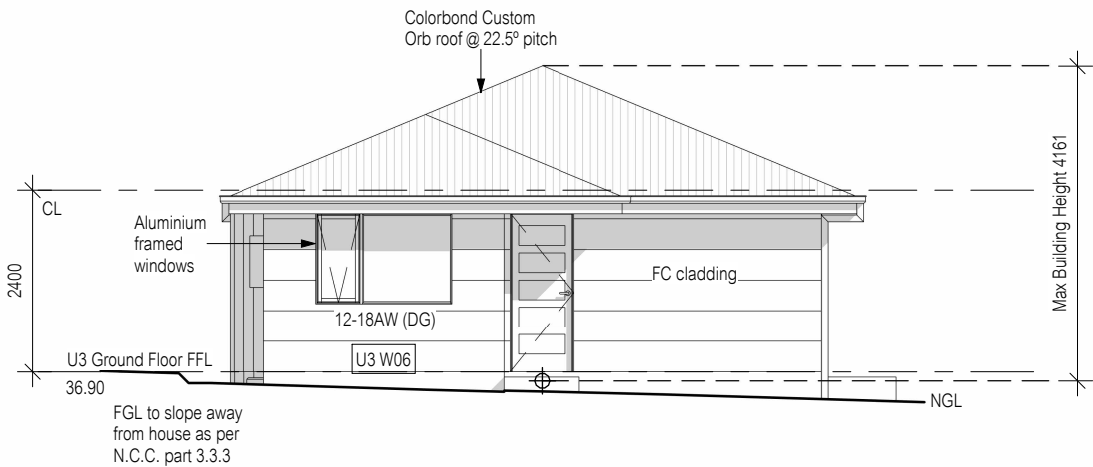 Colorbond Custom
Orb roof @ 22.5º pitch
Max Building Height 4161
CL
Aluminium
framed
windows
2400
FC cladding
12-18AW (DG)
U3 Ground Floor FFL
U3 W06
36.90
NGL
FGL to slope away
from house as per
N.C.C. part 3.3.3